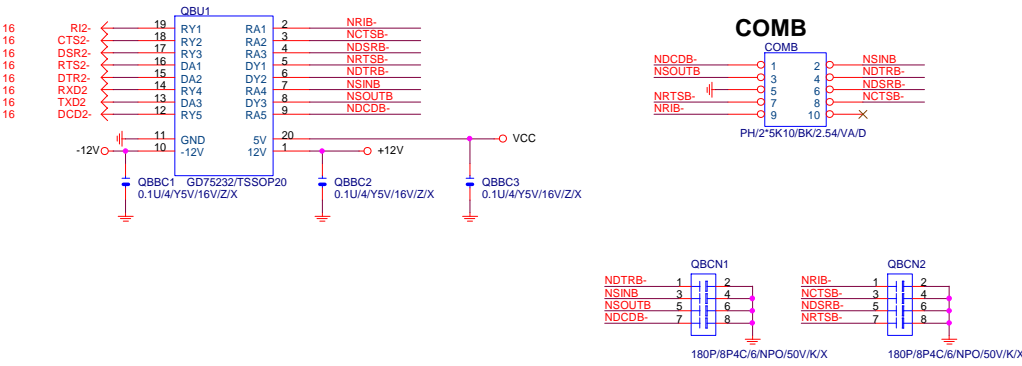 QBU1
16 RI2- 19 RY1 RA1 2 NRIB-
16 CTS2- 18 RY2 RA2 3 NCTSB-
16 DSR2- 17 RY3 RA3 4 NDSRB-
16 RTS2- 16 DA1 DY1 5 NRTSB-
16 DTR2- 15 DA2 DY2 6 NDTRB-
16 RXD2 14 RY4 RA4 7 NSINB
16 TXD2 13 DA3 DY3 8 NSOUTB
16 DCD2- 12 RY5 RA5 9 NDCDB-
11 GND 5V 20 VCC
-12V 10 -12V 12V 1 +12V
GD75232/TSSOP20
QBBC1
0.1U/4/Y5V/16V/Z/X
QBBC2
0.1U/4/Y5V/16V/Z/X
QBBC3
0.1U/4/Y5V/16V/Z/X
COMB
COMB
NDCDB- 1 2 NSINB
NSOUTB 3 4 NDTRB-
5 6 NDSRB-
NRTSB- 7 8 NCTSB-
NRIB- 9 10
PH/2*5K10/BK/2.54/VA/D
QBCN1
NDTRB- 1 2
NSINB 3 4
NSOUTB 5 6
NDCDB- 7 8
180P/8P4C/6/NPO/50V/K/X
QBCN2
NRIB- 1 2
NCTSB- 3 4
NDSRB- 5 6
NRTSB- 7 8
180P/8P4C/6/NPO/50V/K/X